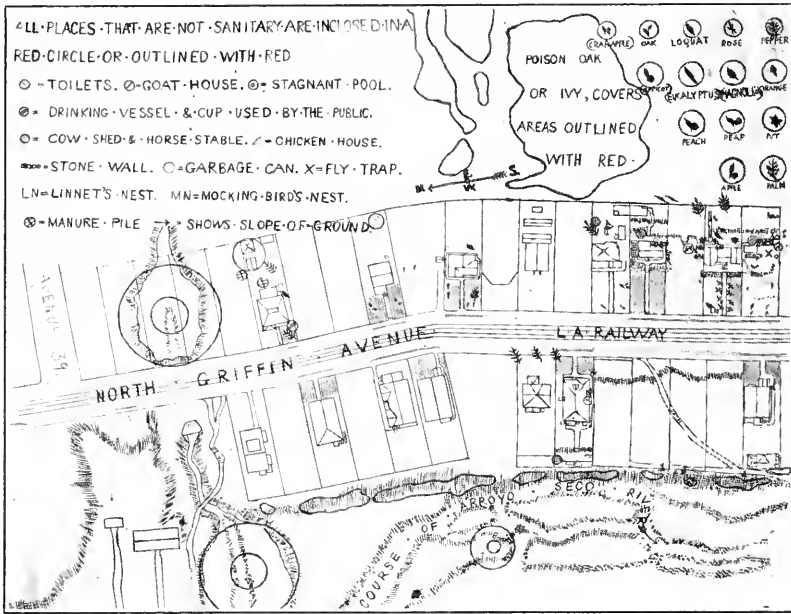 ALL·PLACES·THAT·ARE·NOT·SANITARY·ARE·INCLOSED·IN·A
RED·CIRCLE·OR·OUTLINED·WITH·RED
=TOILETS. =GOAT·HOUSE. =STAGNANT·POOL.
=DRINKING·VESSEL·&·CUP·USED·BY·THE·PUBLIC.
=COW·SHED·&·HORSE·STABLE. =CHICKEN·HOUSE.
=STONE·WALL. =GARBAGE·CAN. X=FLY·TRAP.
LN=LINNET'S·NEST. MN=MOCKING·BIRD'S·NEST.
=MANURE·PILE =SHOWS·SLOPE·OF·GROUND.
POISON OAK
OR IVY, COVERS
AREAS OUTLINED
WITH RED·
CRABAPPLE OAK LOQUAT ROSE PEPPER
APRICOT EUKALYPTUS MAGNOLIA ORANGE
PEACH PEAR IVY
APPLE PALM
N E S
W
AVENUE 39
NORTH GRIFFIN AVENUE L.A. RAILWAY
COURSE OF ARROYO SECO RIVER